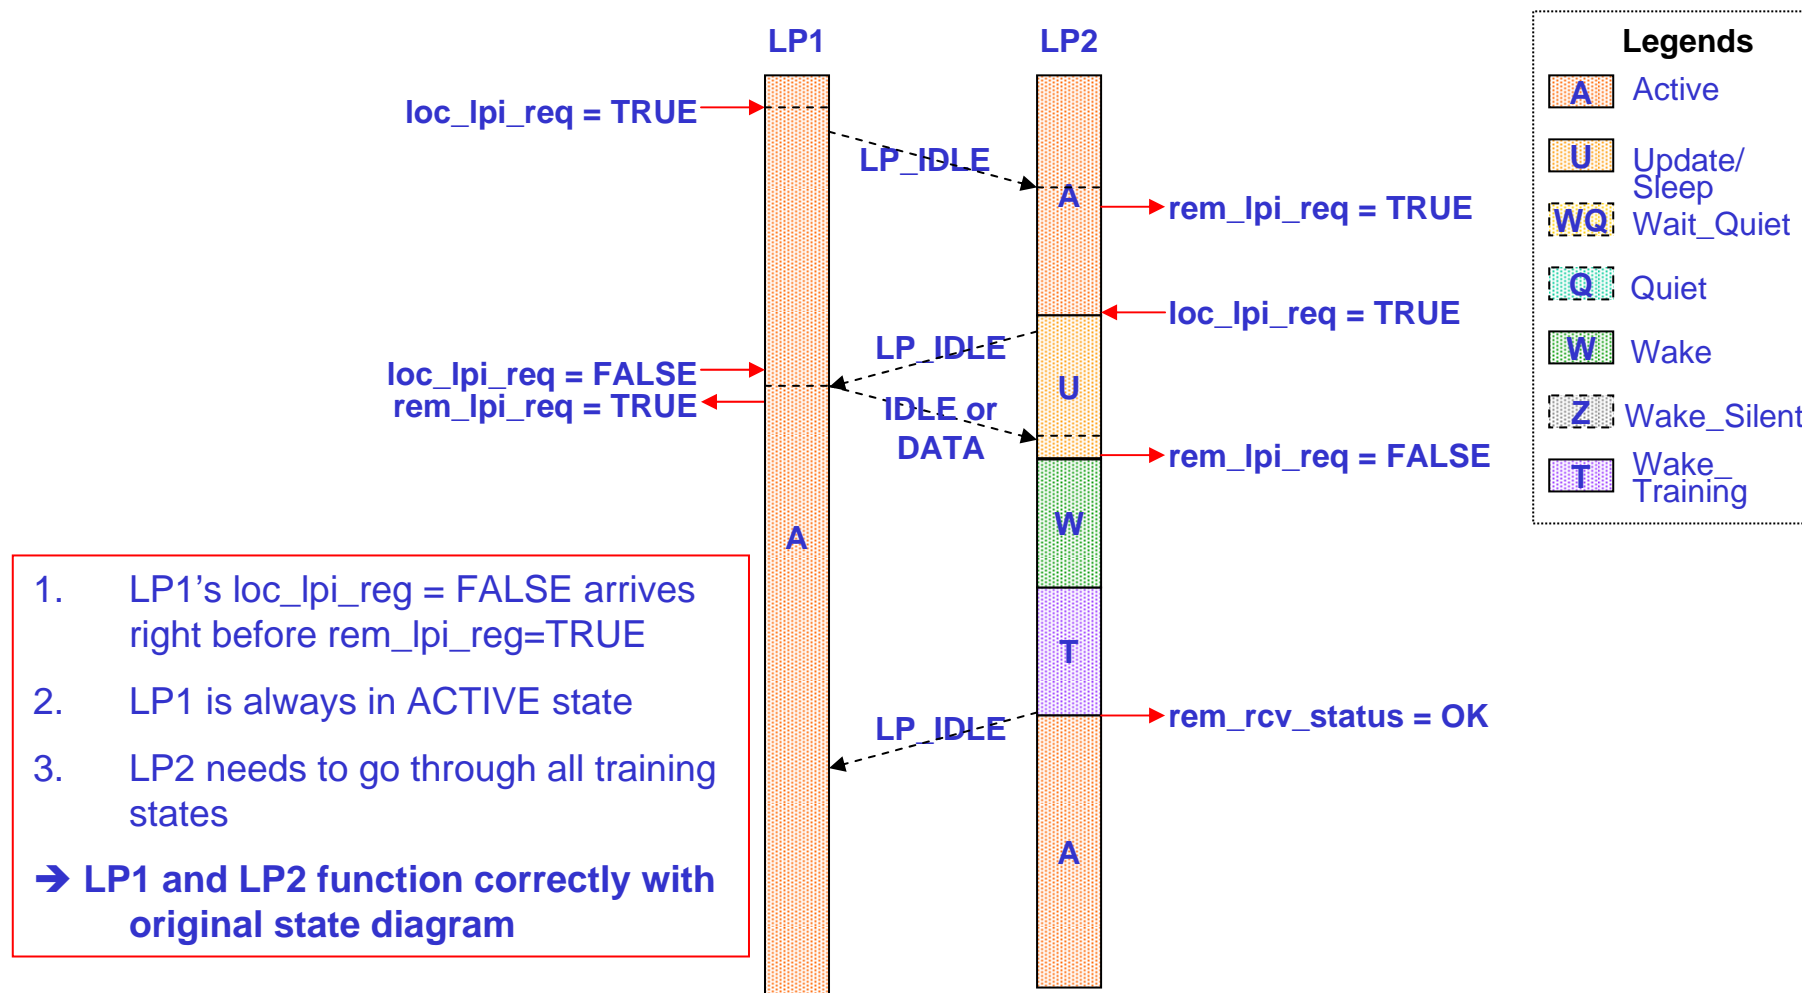 LP1
LP2
loc_lpi_req = TRUE
LP_IDLE
A
rem_lpi_req = TRUE
loc_lpi_req = TRUE
LP_IDLE
loc_lpi_req = FALSE
rem_lpi_req = TRUE
U
IDLE or
DATA
rem_lpi_req = FALSE
W
A
T
LP_IDLE
rem_rcv_status = OK
A
1. LP1’s loc_lpi_reg = FALSE arrives
right before rem_lpi_reg=TRUE
2. LP1 is always in ACTIVE state
3. LP2 needs to go through all training
states
➔ LP1 and LP2 function correctly with
original state diagram
Legends
A Active
U Update/
Sleep
WQ Wait_Quiet
Q Quiet
W Wake
Z Wake_Silent
T Wake_
Training